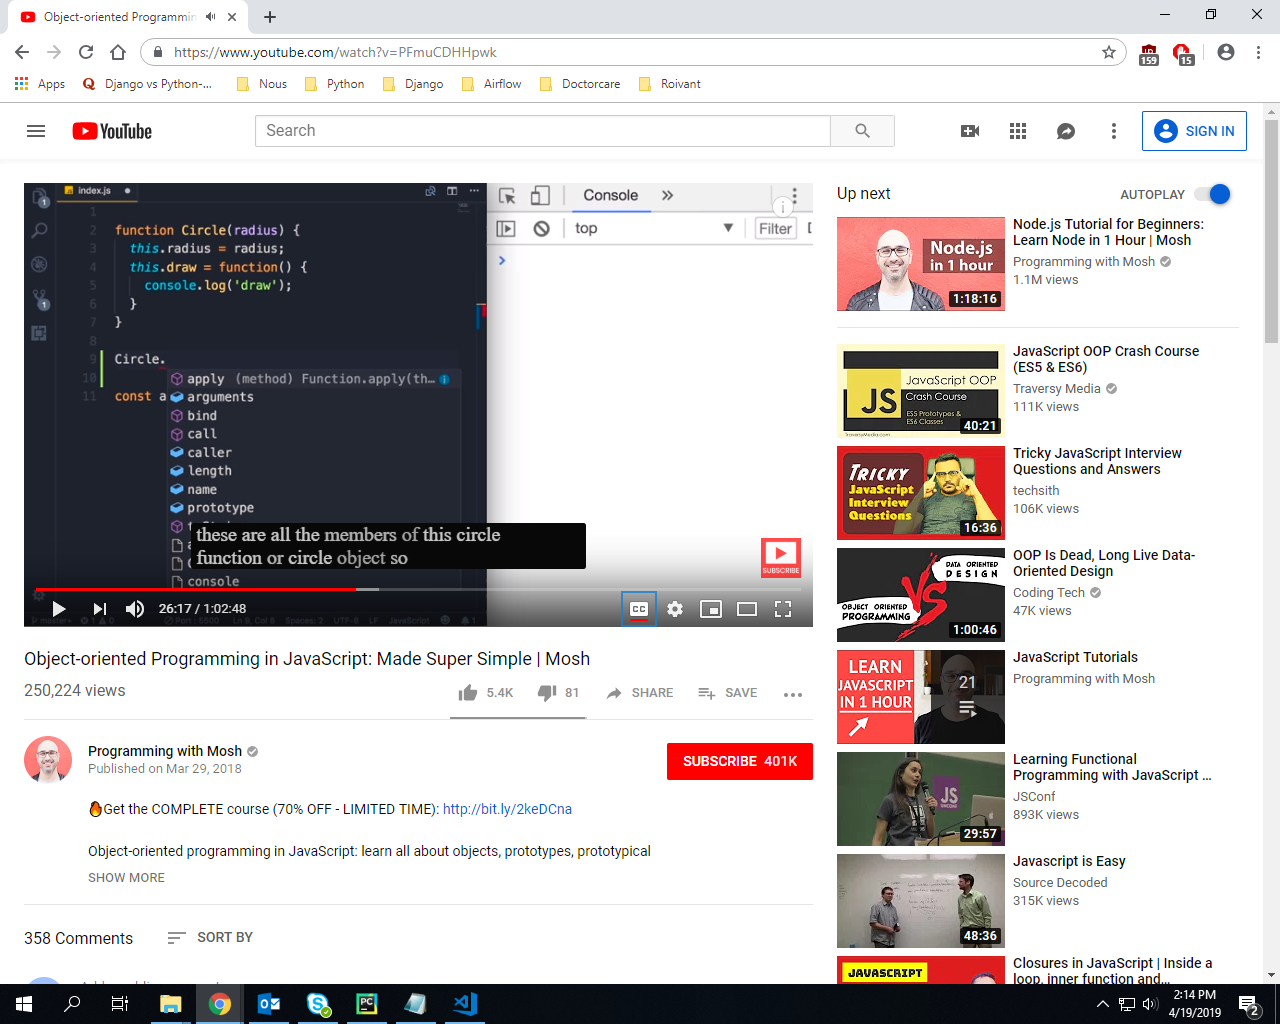 Object-oriented Programmin
https://www.youtube.com/watch?v=PFmuCDHHpwk
159
15
Apps
Django vs Python-...
Nous
Python
Django
Airflow
Doctorcare
Roivant
YouTube
Search
SIGN IN
index.js
1
2 function Circle(radius) {
3 this.radius = radius;
4 this.draw = function() {
5 console.log('draw');
6 }
7 }
8
9 Circle.
10
11 const a
apply (method) Function.apply(th...
arguments
bind
call
caller
length
name
prototype
console
Console
top
Filter
these are all the members of this circle
function or circle object so
SUBSCRIBE
26:17 / 1:02:48
CC
Object-oriented Programming in JavaScript: Made Super Simple | Mosh
250,224 views
5.4K
81
SHARE
SAVE
Programming with Mosh
Published on Mar 29, 2018
SUBSCRIBE 401K
Get the COMPLETE course (70% OFF - LIMITED TIME): http://bit.ly/2keDCna
Object-oriented programming in JavaScript: learn all about objects, prototypes, prototypical
SHOW MORE
358 Comments
SORT BY
Up next
AUTOPLAY
Node.js
in 1 hour
1:18:16
Node.js Tutorial for Beginners:
Learn Node in 1 Hour | Mosh
Programming with Mosh
1.1M views
JavaScript OOP
Crash Course
JS
ES5 Prototypes &
ES6 Classes
TraversyMedia.com
40:21
JavaScript OOP Crash Course
(ES5 & ES6)
Traversy Media
111K views
TRICKY
JavaScript
Interview
Questions
16:36
Tricky JavaScript Interview
Questions and Answers
techsith
106K views
DATA ORIENTED
DESIGN
VS
OBJECT ORIENTED
PROGRAMMING
1:00:46
OOP Is Dead, Long Live Data-
Oriented Design
Coding Tech
47K views
LEARN
JAVASCRIPT
IN 1 HOUR
21
JavaScript Tutorials
Programming with Mosh
JS
29:57
Learning Functional
Programming with JavaScript ...
JSConf
893K views
48:36
Javascript is Easy
Source Decoded
315K views
JAVASCRIPT
Closures in JavaScript | Inside a
loop, inner function and
2:14 PM
4/19/2019
2